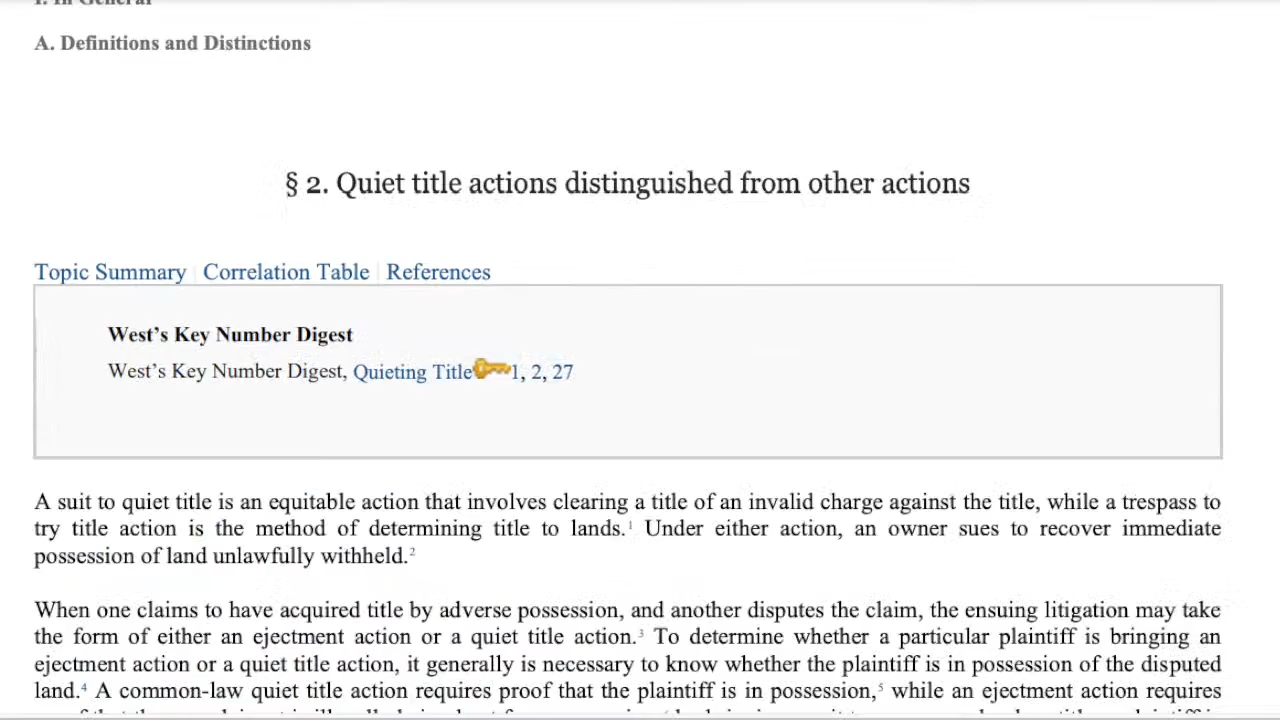 I. In General
A. Definitions and Distinctions
§ 2. Quiet title actions distinguished from other actions
Topic Summary Correlation Table References
West’s Key Number Digest
West’s Key Number Digest, Quieting Title 1, 2, 27
A suit to quiet title is an equitable action that involves clearing a title of an invalid charge against the title, while a trespass to
try title action is the method of determining title to lands.1 Under either action, an owner sues to recover immediate
possession of land unlawfully withheld.2
When one claims to have acquired title by adverse possession, and another disputes the claim, the ensuing litigation may take
the form of either an ejectment action or a quiet title action.3 To determine whether a particular plaintiff is bringing an
ejectment action or a quiet title action, it generally is necessary to know whether the plaintiff is in possession of the disputed
land.4 A common-law quiet title action requires proof that the plaintiff is in possession,5 while an ejectment action requires